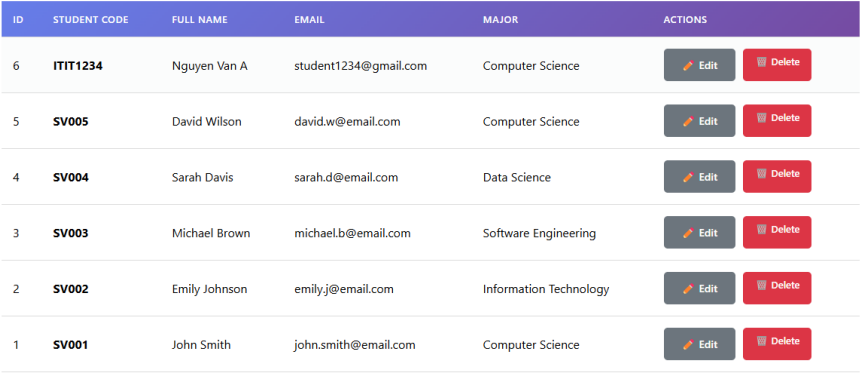 ID STUDENT CODE FULL NAME EMAIL MAJOR ACTIONS
6 ITIT1234 Nguyen Van A student1234@gmail.com Computer Science Edit Delete
5 SV005 David Wilson david.w@email.com Computer Science Edit Delete
4 SV004 Sarah Davis sarah.d@email.com Data Science Edit Delete
3 SV003 Michael Brown michael.b@email.com Software Engineering Edit Delete
2 SV002 Emily Johnson emily.j@email.com Information Technology Edit Delete
1 SV001 John Smith john.smith@email.com Computer Science Edit Delete